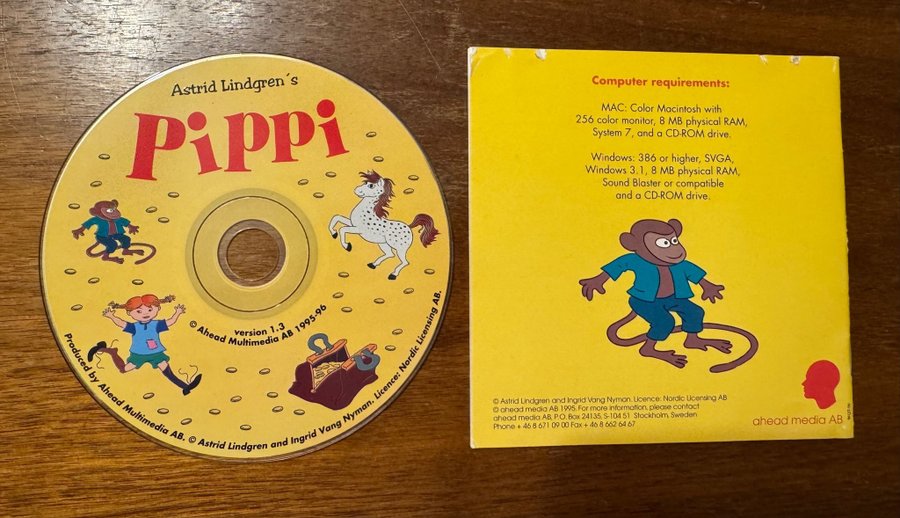 Astrid Lindgren´s
Pippi
version 1.3
© Ahead Multimedia AB 1995-96
Produced by Ahead Multimedia AB. © Astrid Lindgren and Ingrid Vang Nyman. Licence: Nordic Licensing AB.
Computer requirements:
MAC: Color Macintosh with
256 color monitor, 8 MB physical RAM,
System 7, and a CD-ROM drive.
Windows: 386 or higher, SVGA,
Windows 3.1, 8 MB physical RAM,
Sound Blaster or compatible
and a CD-ROM drive.
© Astrid Lindgren and Ingrid Vang Nyman. Licence: Nordic Licensing AB
© ahead media AB 1995. For more information, please contact
ahead media AB, P.O. Box 24135, S-104 51 Stockholm, Sweden
Phone + 46 8 671 09 00 Fax + 46 8 662 64 67
ahead media AB